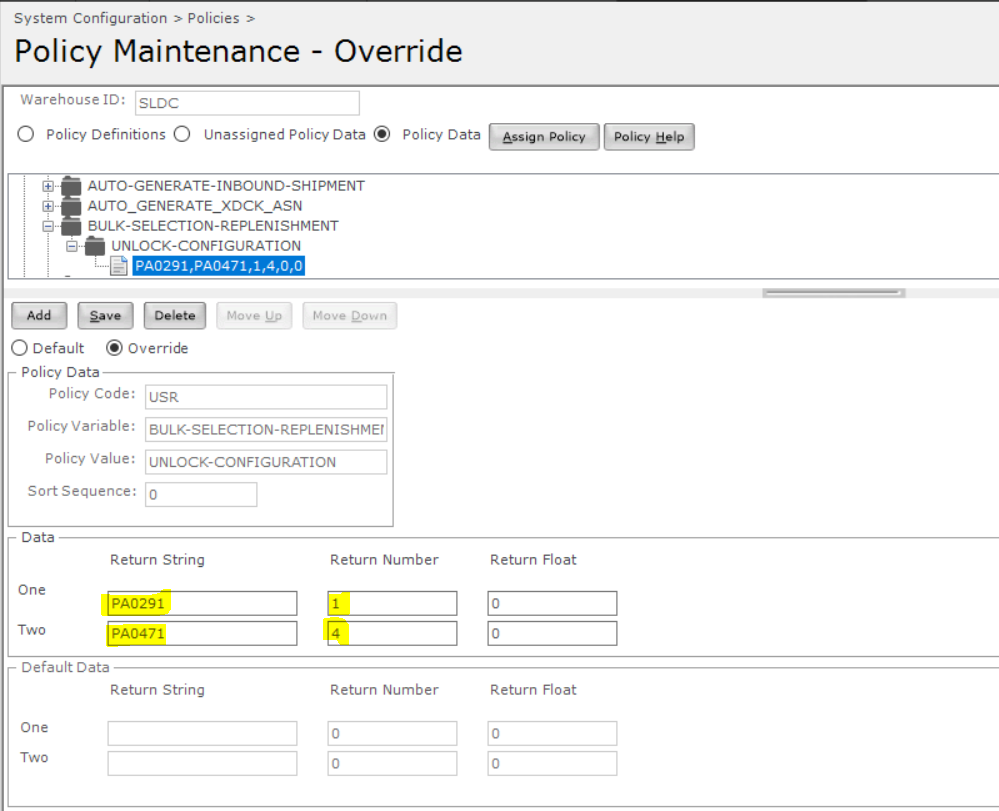 System Configuration > Policies >
Policy Maintenance - Override
Warehouse ID: SLDC
Policy Definitions Unassigned Policy Data Policy Data Assign Policy Policy Help
AUTO-GENERATE-INBOUND-SHIPMENT
AUTO_GENERATE_XDCK_ASN
BULK-SELECTION-REPLENISHMENT
UNLOCK-CONFIGURATION
PA0291,PA0471,1,4,0,0
Add Save Delete Move Up Move Down
Default Override
Policy Data
Policy Code: USR
Policy Variable: BULK-SELECTION-REPLENISHMEN
Policy Value: UNLOCK-CONFIGURATION
Sort Sequence: 0
Data
Return String Return Number Return Float
One PA0291 1 0
Two PA0471 4 0
Default Data
Return String Return Number Return Float
One 0 0
Two 0 0